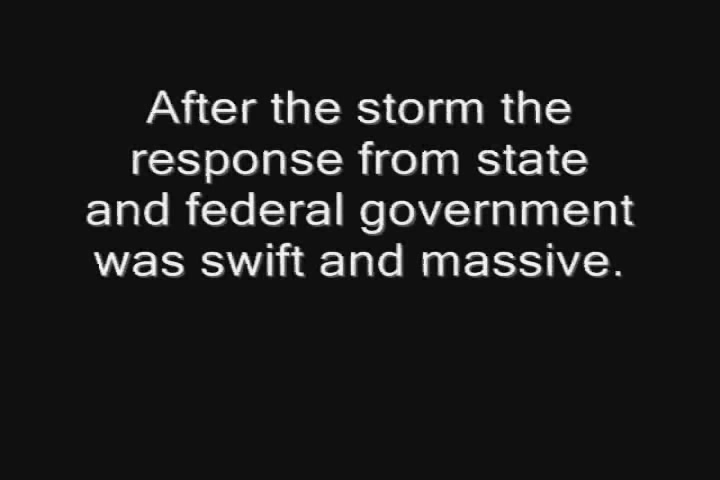 After the storm the
response from state
and federal government
was swift and massive.